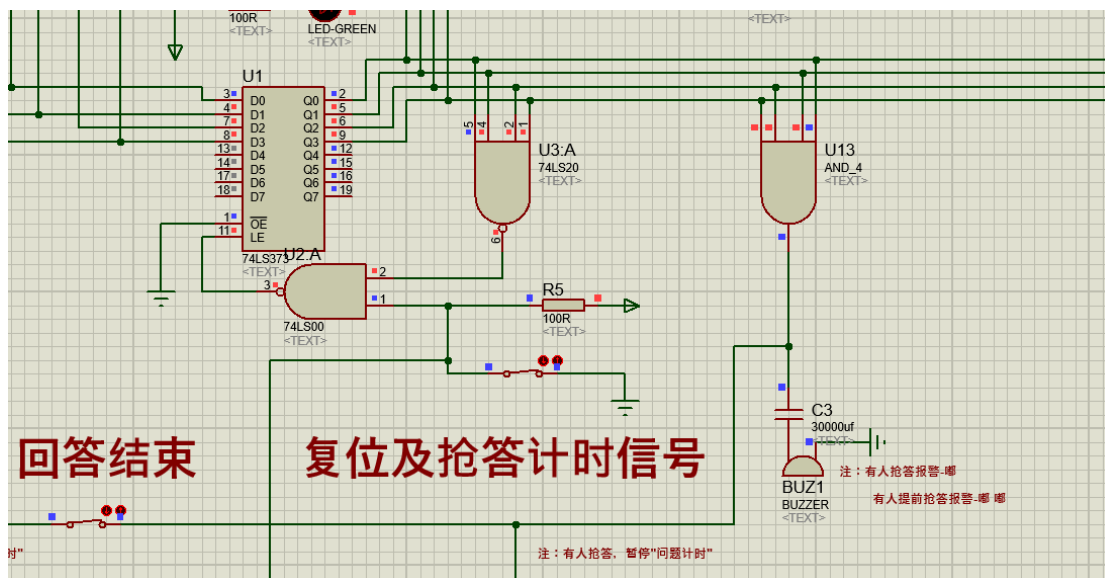 100R
<TEXT>
LED-GREEN
<TEXT>
<TEXT>
U1
3 D0 Q0 2
4 D1 Q1 5
7 D2 Q2 6
8 D3 Q3 9
13 D4 Q4 12
14 D5 Q5 15
17 D6 Q6 16
18 D7 Q7 19
1 OE
11 LE
74LS373
<TEXT>
5 4 2 1
U3:A
74LS20
<TEXT>
6
U13
AND_4
<TEXT>
U2:A
2
3
1
74LS00
<TEXT>
R5
100R
<TEXT>
C3
30000uf
<TEXT>
回答结束
复位及抢答计时信号
BUZ1
BUZZER
<TEXT>
注：有人抢答报警-嘟
有人提前抢答报警-嘟 嘟
时"
注：有人抢答，暂停"问题计时"